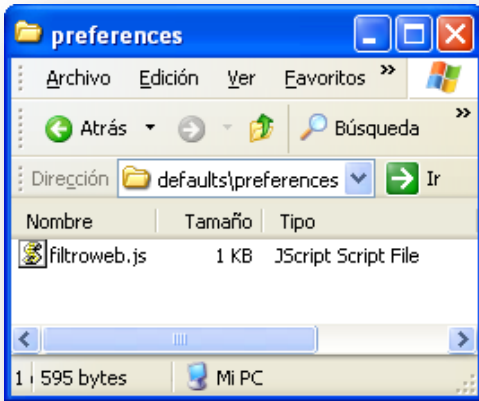 preferences
Archivo Edición Ver Favoritos »
Atrás Búsqueda »
Dirección defaults\preferences Ir
Nombre Tamaño Tipo
filtroweb.js 1 KB JScript Script File
1 595 bytes Mi PC